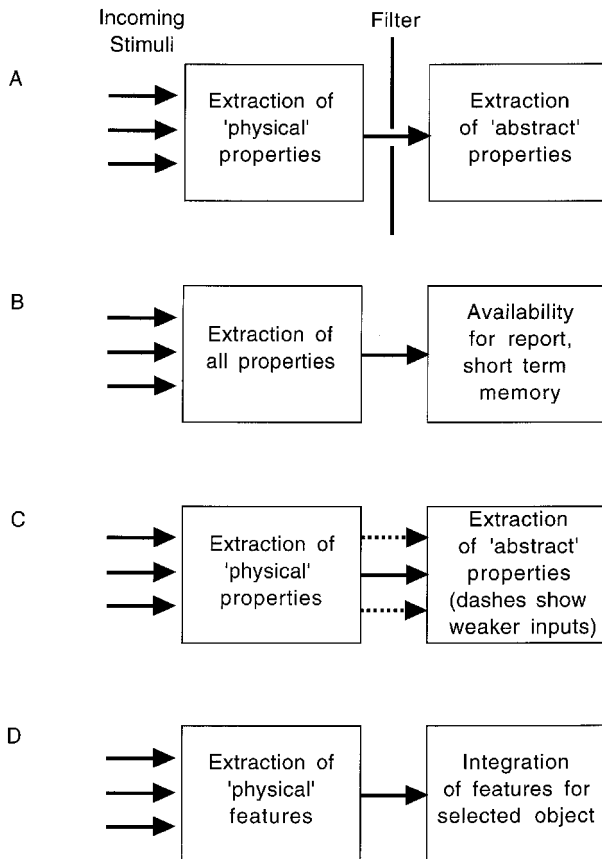 Incoming
Stimuli
Filter
A
Extraction of
'physical'
properties
Extraction
of 'abstract'
properties
B
Extraction of
all properties
Availability
for report,
short term
memory
C
Extraction of
'physical'
properties
Extraction
of 'abstract'
properties
(dashes show
weaker inputs)
D
Extraction of
'physical'
features
Integration
of features for
selected object